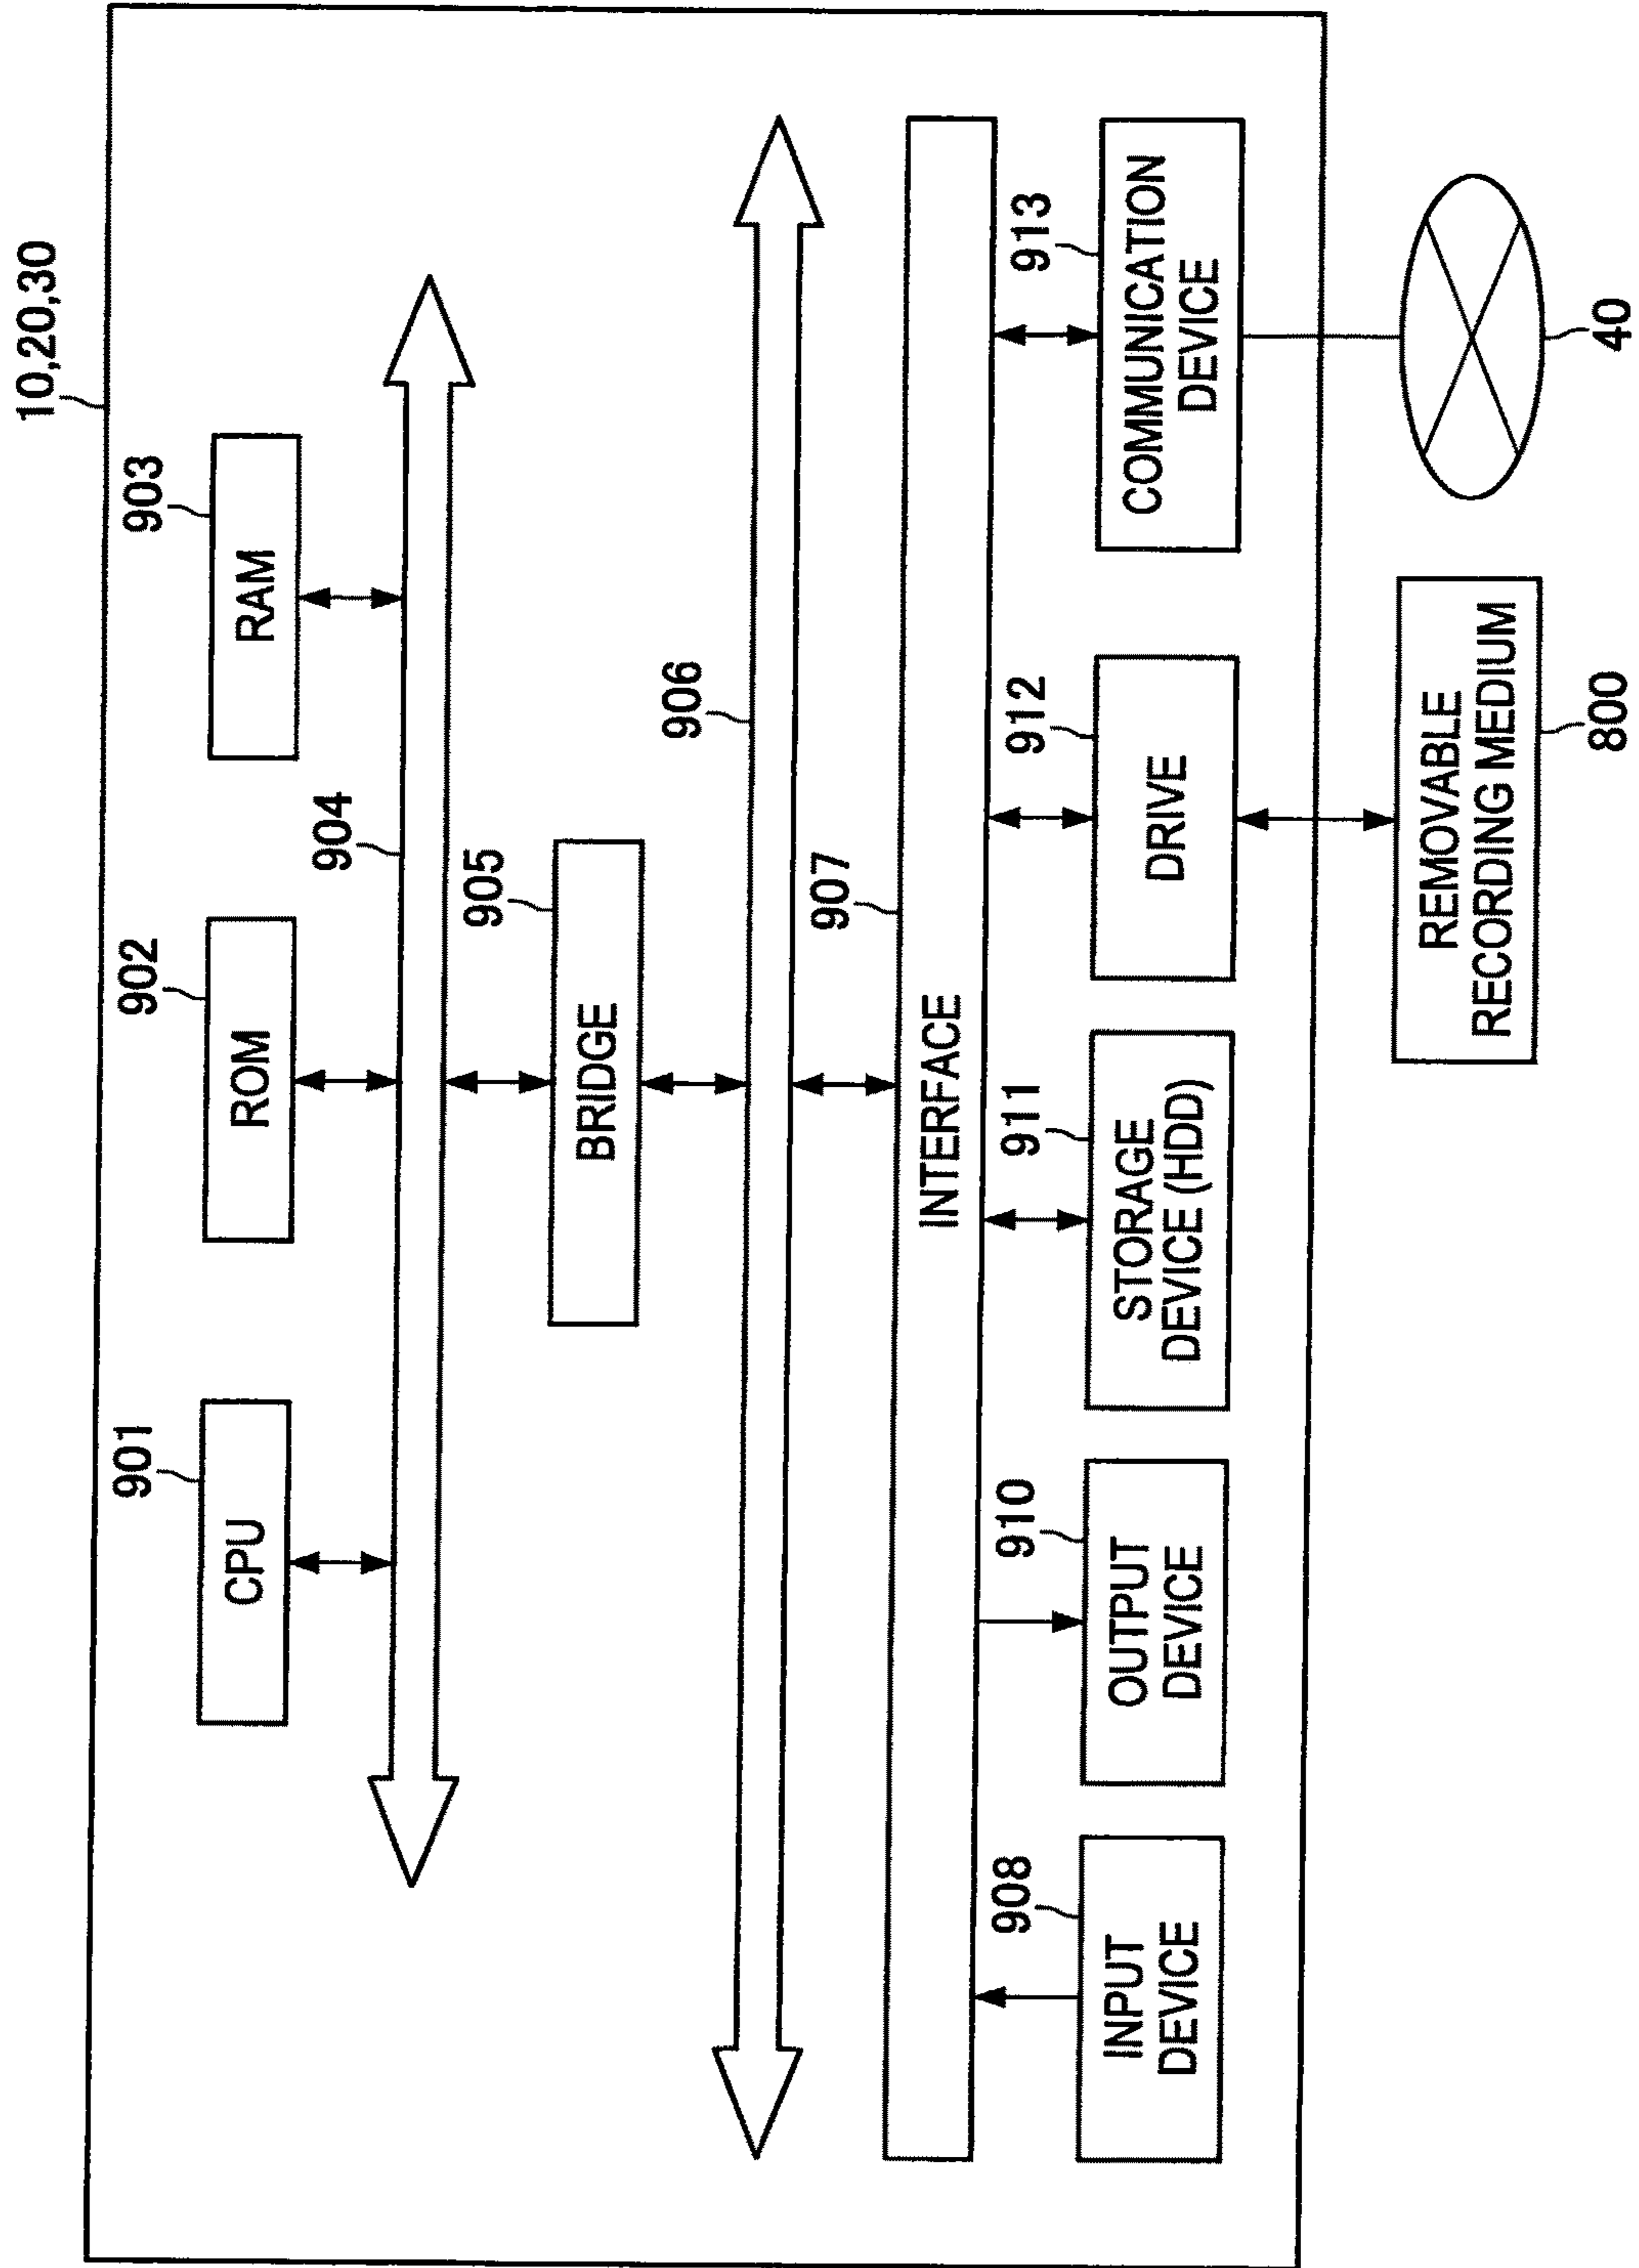 10,20,30
901
902
903
CPU
ROM
RAM
904
905
BRIDGE
906
907
INTERFACE
908
910
911
912
913
INPUT
DEVICE
OUTPUT
DEVICE
STORAGE
DEVICE (HDD)
DRIVE
COMMUNICATION
DEVICE
REMOVABLE
RECORDING MEDIUM
800
40